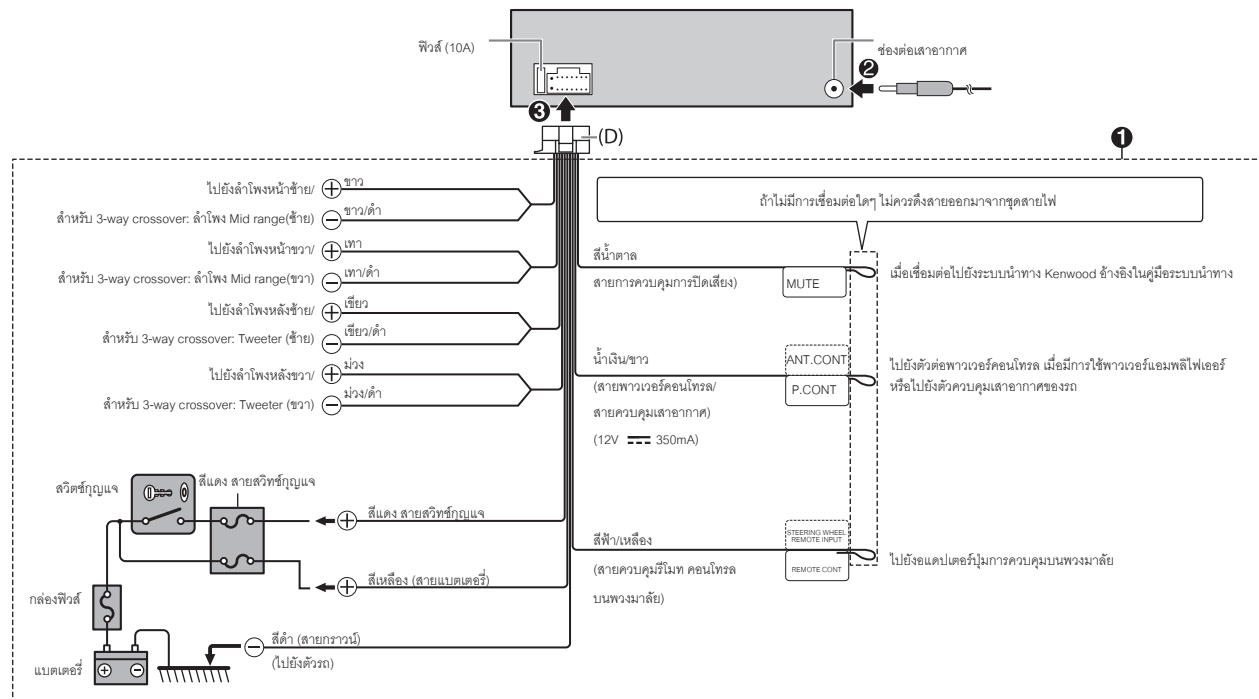 ฟิวส์ (10A)
ช่องต่อเสาอากาศ
❷
❸
(D)
❶
ไปยังลำโพงหน้าซ้าย/
ขาว
สำหรับ 3-way crossover: ลำโพง Mid range(ซ้าย)
ขาว/ดำ
ไปยังลำโพงหน้าขวา/
เทา
สำหรับ 3-way crossover: ลำโพง Mid range(ขวา)
เทา/ดำ
ไปยังลำโพงหลังซ้าย/
เขียว
สำหรับ 3-way crossover: Tweeter (ซ้าย)
เขียว/ดำ
ไปยังลำโพงหลังขวา/
ม่วง
สำหรับ 3-way crossover: Tweeter (ขวา)
ม่วง/ดำ
ถ้าไม่มีการเชื่อมต่อใดๆ ไม่ควรดึงสายออกมาจากชุดสายไฟ
สีน้ำตาล
สายการควบคุมการปิดเสียง)
MUTE
เมื่อเชื่อมต่อไปยังระบบนำทาง Kenwood อ้างอิงในคู่มือระบบนำทาง
น้ำเงิน/ขาว
(สายพาวเวอร์คอนโทรล/
สายควบคุมเสาอากาศ)
(12V ⎓ 350mA)
ANT.CONT
P.CONT
ไปยังตัวต่อพาวเวอร์คอนโทรล เมื่อมีการใช้พาวเวอร์แอมพลิไฟเออร์
หรือไปยังตัวควบคุมเสาอากาศของรถ
สวิตซ์กุญแจ
สีแดง สายสวิทช์กุญแจ
สีแดง สายสวิทช์กุญแจ
สีเหลือง (สายแบตเตอรี่)
กล่องฟิวส์
แบตเตอรี่
สีดำ (สายกราวน์)
(ไปยังตัวรถ)
สีฟ้า/เหลือง
(สายควบคุมรีโมท คอนโทรล
บนพวงมาลัย)
STEERING WHEEL
REMOTE INPUT
REMOTE CONT
ไปยังอแดปเตอร์ปุ่มการควบคุมบนพวงมาลัย